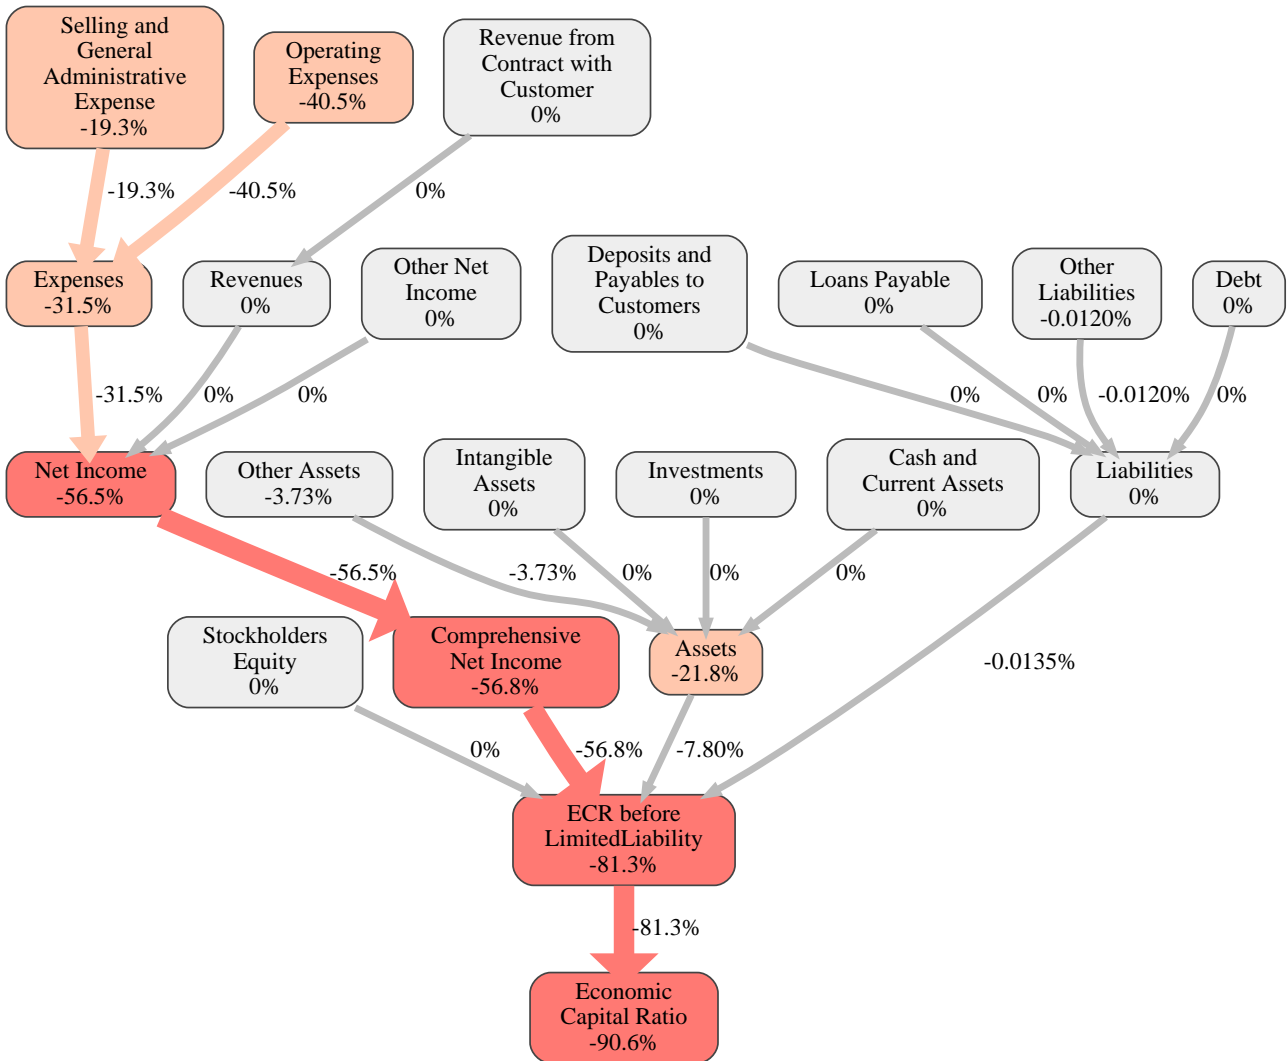 Selling and
General
Administrative
Expense
-19.3%
Operating
Expenses
-40.5%
Revenue from
Contract with
Customer
0%
-19.3%
-40.5%
0%
Expenses
-31.5%
Revenues
0%
Other Net
Income
0%
Deposits and
Payables to
Customers
0%
Loans Payable
0%
Other
Liabilities
-0.0120%
Debt
0%
-31.5%
0%
0%
0%
0%
-0.0120%
0%
Net Income
-56.5%
Other Assets
-3.73%
Intangible
Assets
0%
Investments
0%
Cash and
Current Assets
0%
Liabilities
0%
-56.5%
-3.73%
0%
0%
0%
-0.0135%
Stockholders
Equity
0%
Comprehensive
Net Income
-56.8%
Assets
-21.8%
0%
-56.8%
-7.80%
ECR before
LimitedLiability
-81.3%
-81.3%
Economic
Capital Ratio
-90.6%